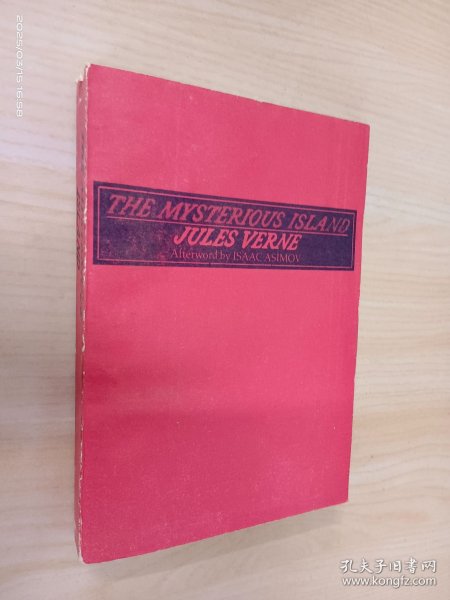 2025/03/15 16:58
THE MYSTERIOUS ISLAND
JULES VERNE
Afterword by ISAAC ASIMOV
孔夫子旧书网
www.kongfz.com